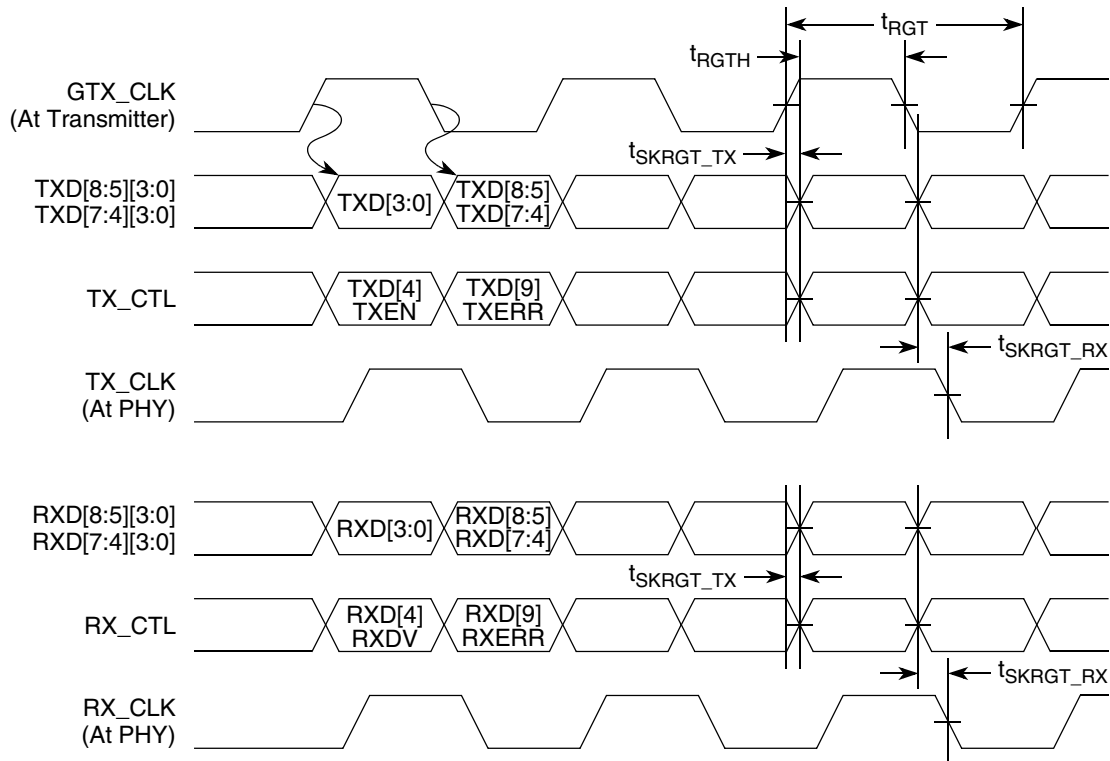 tRGT
tRGTH
GTX_CLK
(At Transmitter)
tSKRGT_TX
TXD[8:5][3:0]
TXD[7:4][3:0]
TXD[3:0]
TXD[8:5]
TXD[7:4]
TX_CTL
TXD[4]
TXEN
TXD[9]
TXERR
tSKRGT_RX
TX_CLK
(At PHY)
RXD[8:5][3:0]
RXD[7:4][3:0]
RXD[3:0]
RXD[8:5]
RXD[7:4]
tSKRGT_TX
RX_CTL
RXD[4]
RXDV
RXD[9]
RXERR
tSKRGT_RX
RX_CLK
(At PHY)